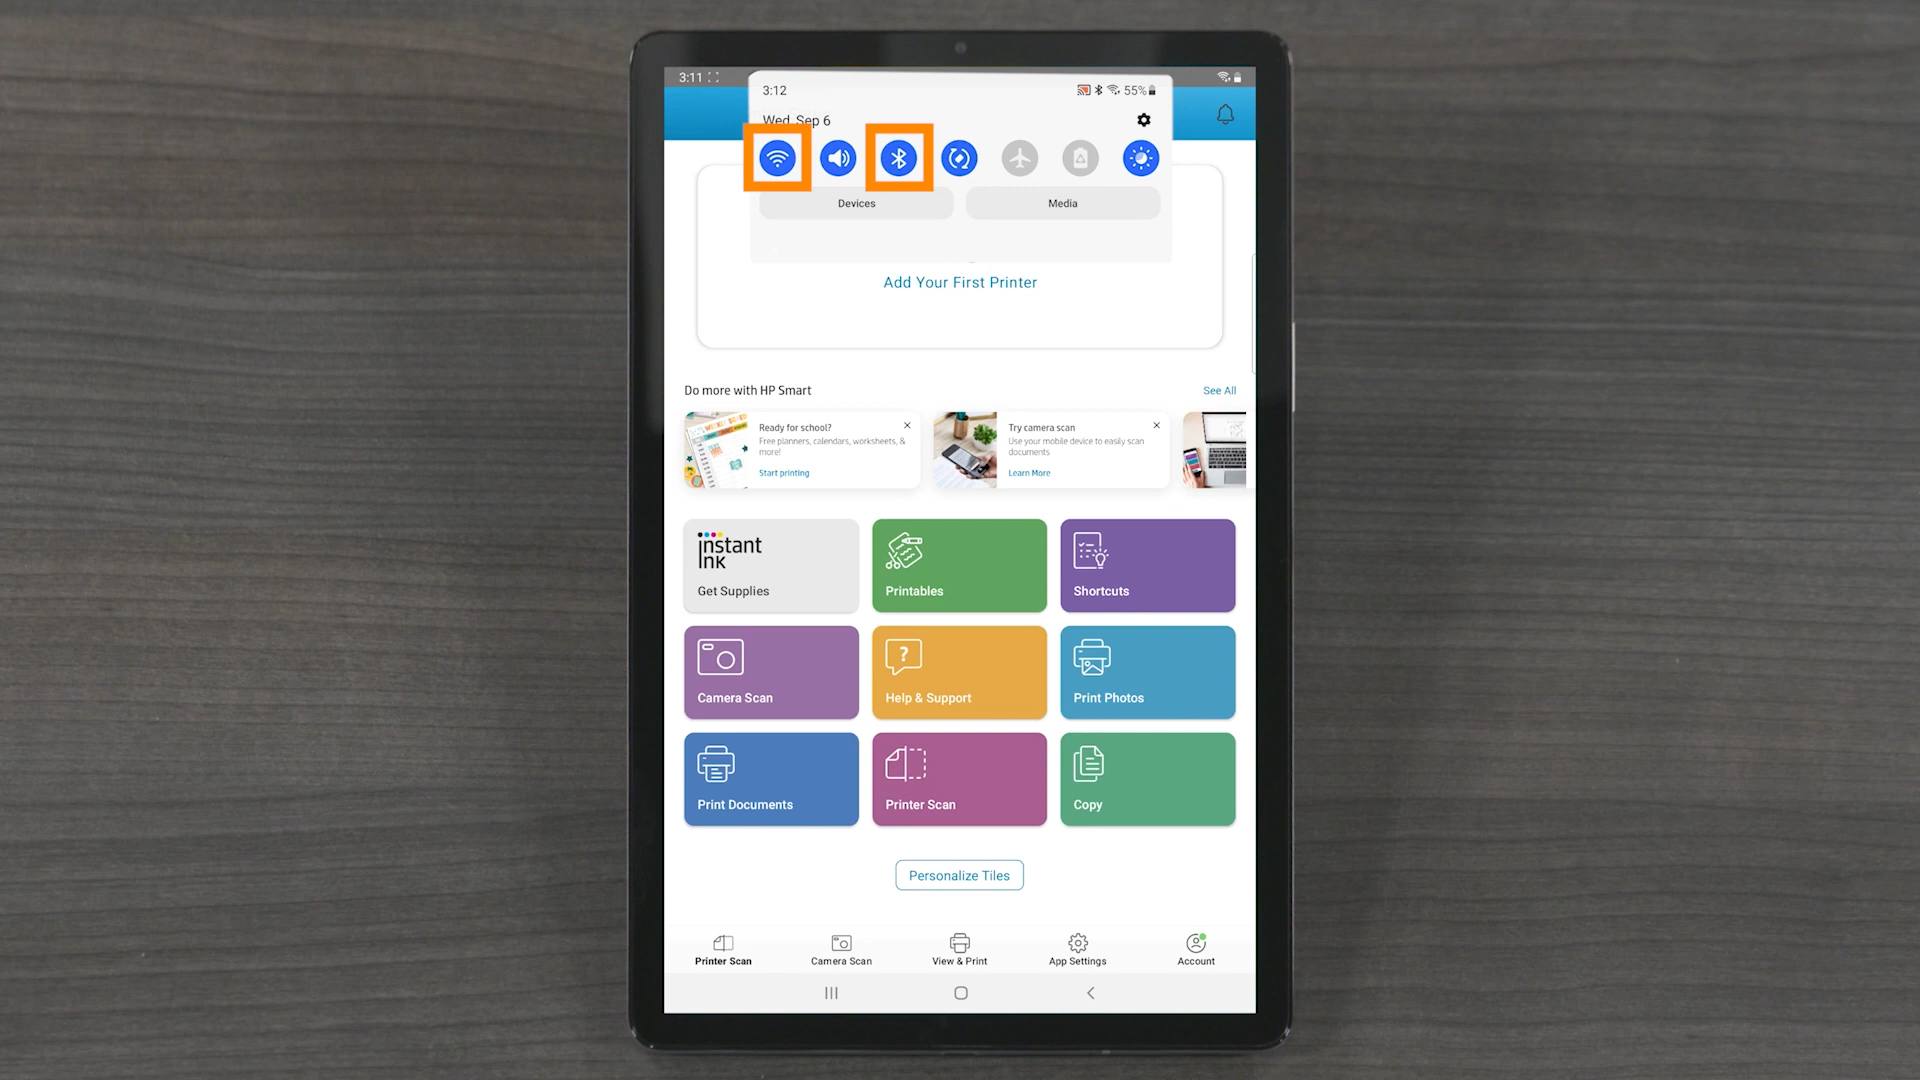 3:11
3:12
55%
Wed, Sep 6
Devices
Media
Add Your First Printer
Do more with HP Smart
See All
Ready for school?
Free planners, calendars, worksheets, &
more!
Start printing
Try camera scan
Use your mobile device to easily scan
documents
Learn More
instant
ink
Get Supplies
Printables
Shortcuts
Camera Scan
Help & Support
Print Photos
Print Documents
Printer Scan
Copy
Personalize Tiles
Printer Scan
Camera Scan
View & Print
App Settings
Account